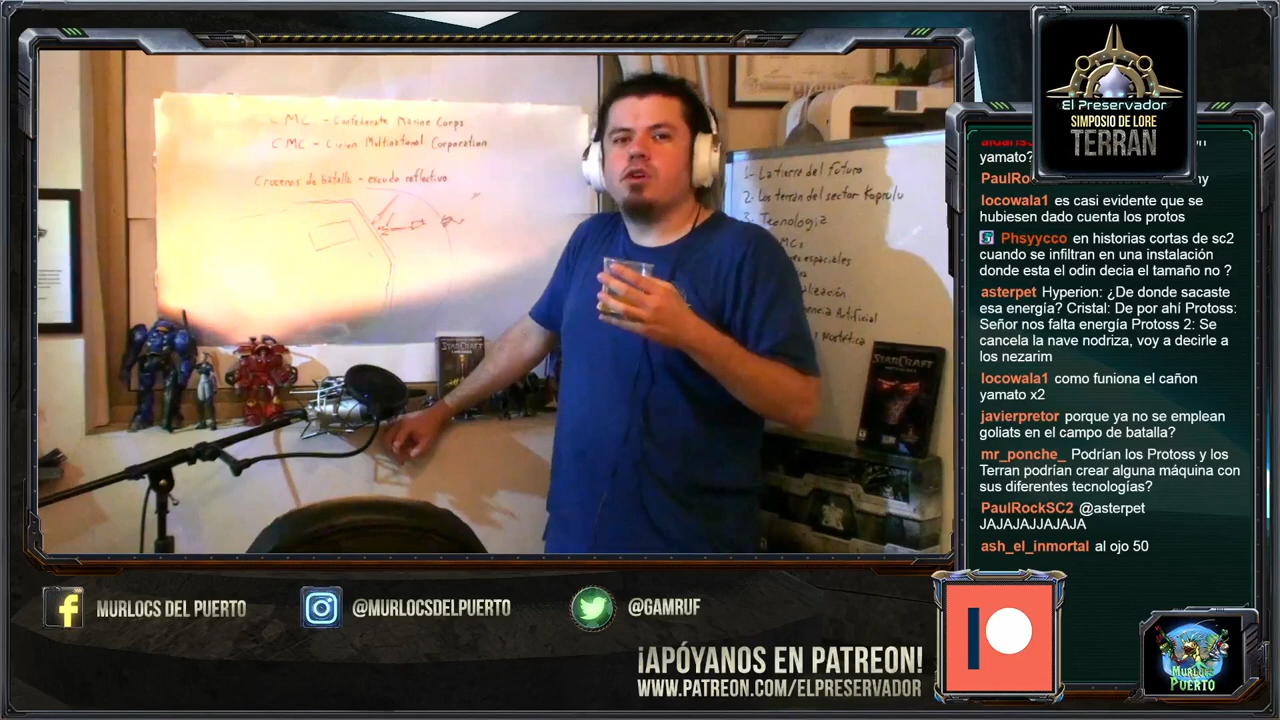 CMC - Confederate Marine Corps
CMC - Cirion Multinational Corporation
Cruceros de batalla - escudo reflectivo
1- La tierra del futuro
2- Los terran del sector Koprulu
3- Tecnología
espaciales
Artificial
STARCRAFT
STARCRAFT
El Preservador
SIMPOSIO DE LORE
TERRAN
yamato?
PaulRo
locowala1 es casi evidente que se
hubiesen dado cuenta los protos
Phsyycco en historias cortas de sc2
cuando se infiltran en una instalación
donde esta el odin decia el tamaño no ?
asterpet Hyperion: ¿De donde sacaste
esa energía? Cristal: De por ahí Protoss:
Señor nos falta energía Protoss 2: Se
cancela la nave nodriza, voy a decirle a
los nezarim
locowala1 como funiona el cañon
yamato x2
javierpretor porque ya no se emplean
goliats en el campo de batalla?
mr_ponche_ Podrían los Protoss y los
Terran podrían crear alguna máquina con
sus diferentes tecnologías?
PaulRockSC2 @asterpet
JAJAJAJJAJAJA
ash_el_inmortal al ojo 50
MURLOCS DEL PUERTO
@MURLOCSDELPUERTO
@GAMRUF
¡APÓYANOS EN PATREON!
WWW.PATREON.COM/ELPRESERVADOR
MURLOCS
PUERTO